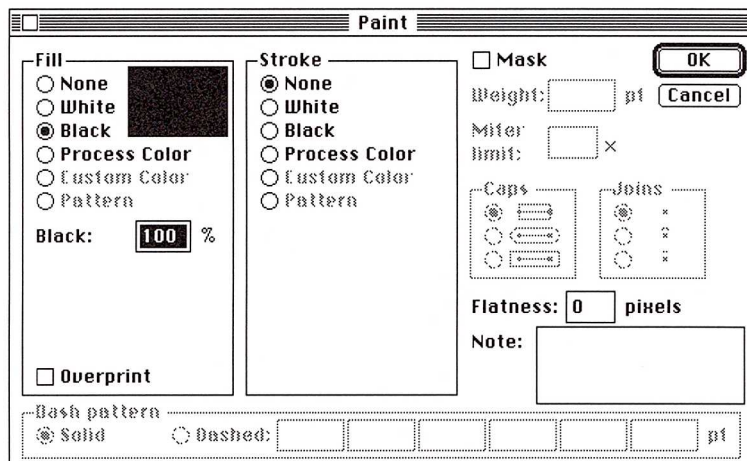 Paint
Fill
None
White
Black
Process Color
Custom Color
Pattern
Black: 100 %
Overprint
Stroke
None
White
Black
Process Color
Custom Color
Pattern
Mask
OK
Weight: pt
Cancel
Miter
limit: ×
Caps
Joins
Flatness: 0 pixels
Note:
Dash pattern
Solid
Dashed: pt